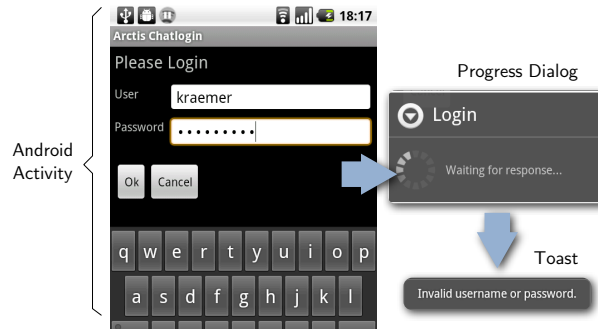 18:17
Arctis Chatlogin
Please Login
User
kraemer
Password
Ok
Cancel
q w e r t y u i o p
a s d f g h j k l
Android
Activity
Progress Dialog
Login
Waiting for response...
Toast
Invalid username or password.